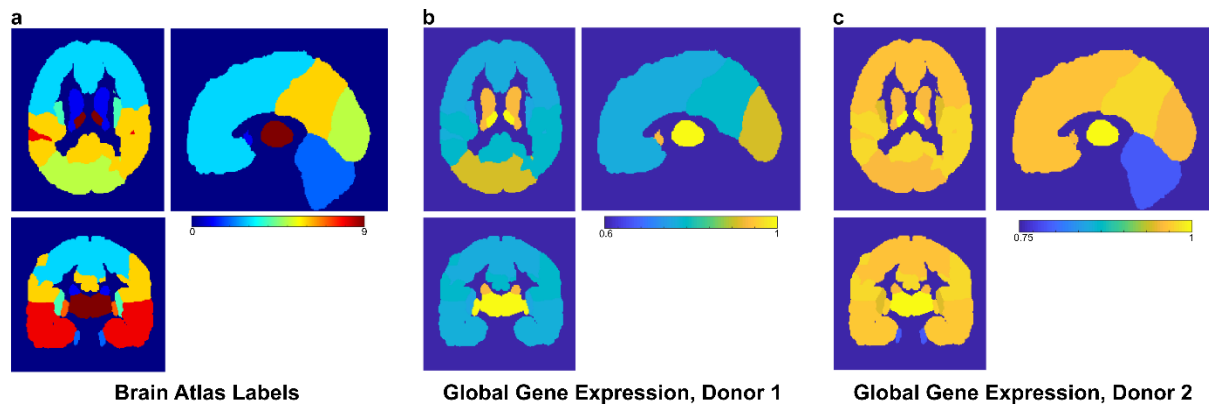 a
b
c
0
9
0.6
1
0.75
1
Brain Atlas Labels
Global Gene Expression, Donor 1
Global Gene Expression, Donor 2